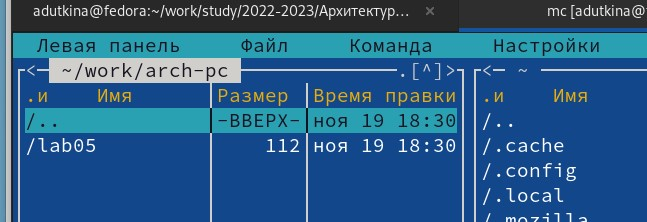 adutkina@fedora:~/work/study/2022-2023/Архитектур... × mc [adutkina@
Левая панель Файл Команда Настройки
<— ~/work/arch-pc .[^]> <— ~
.и Имя Размер Время правки .и Имя
/.. -ВВЕРХ- ноя 19 18:30 /..
/lab05 112 ноя 19 18:30 /.cache
/.config
/.local
/.mozilla